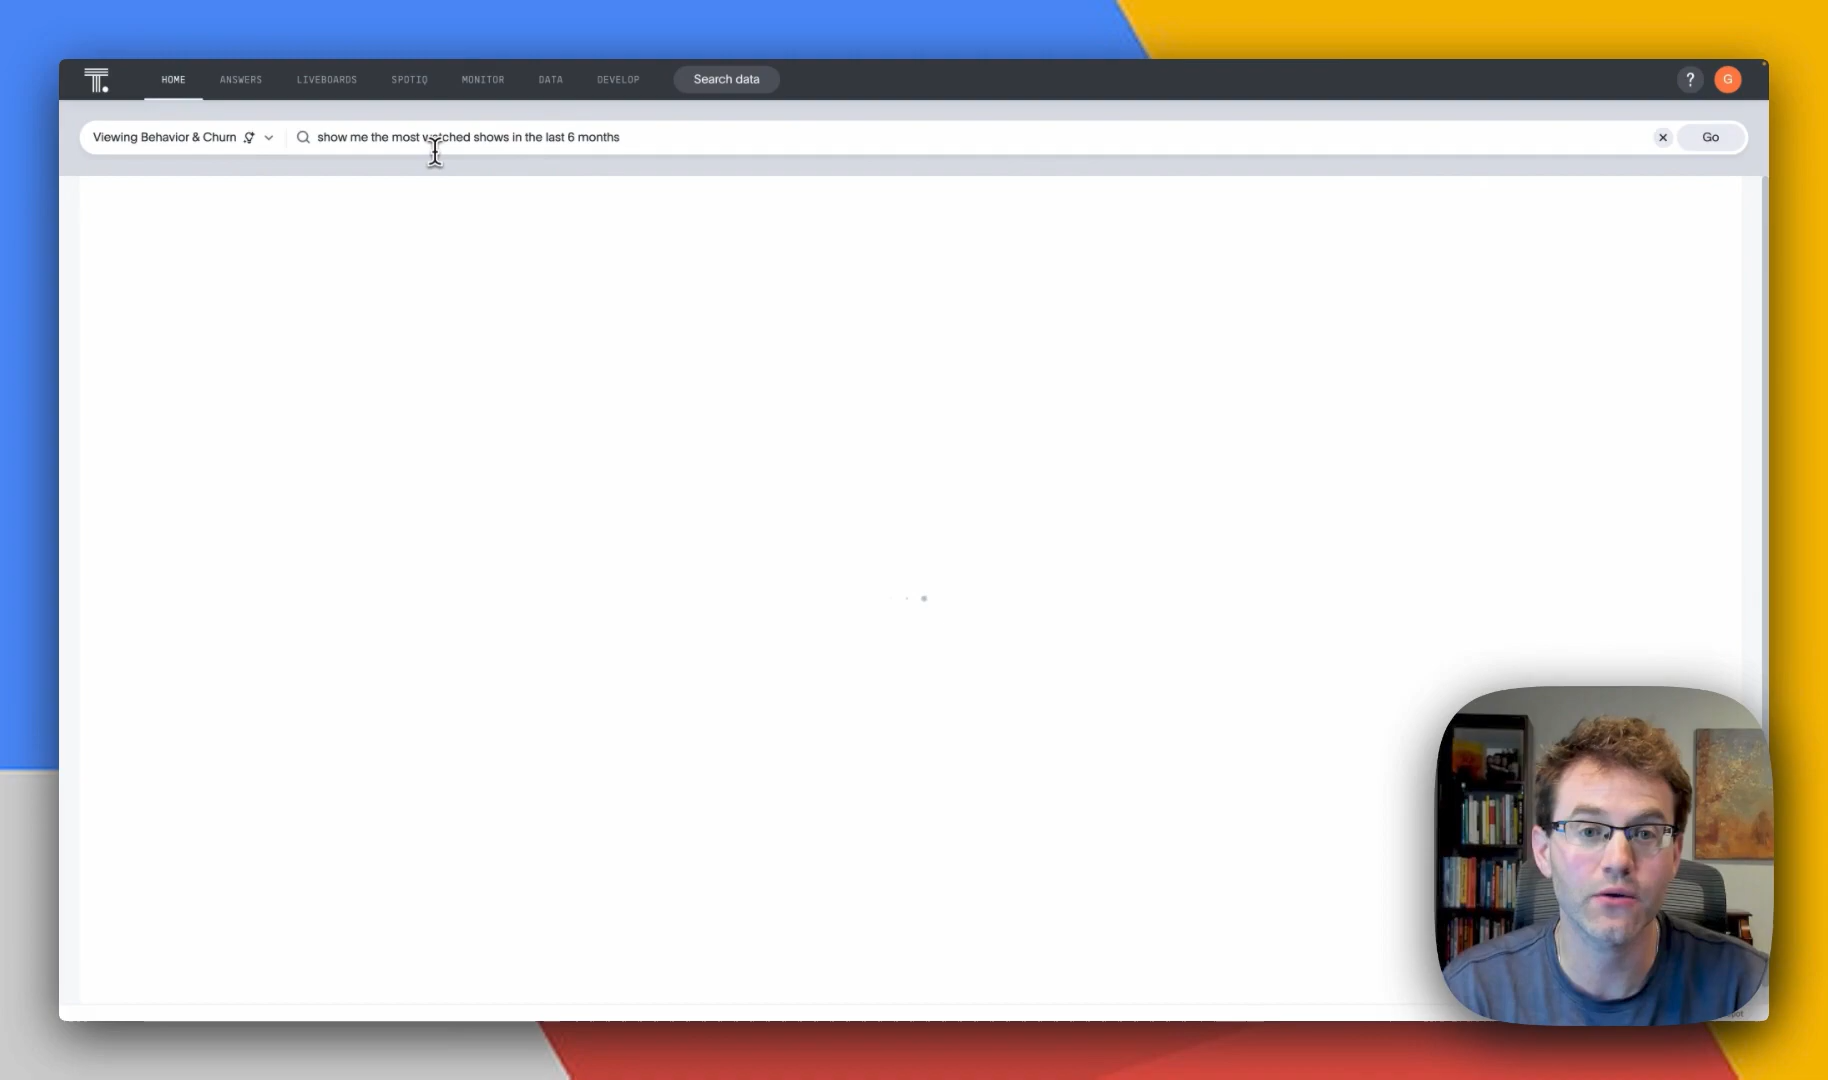 HOME ANSWERS LIVEBOARDS SPOTIQ MONITOR DATA DEVELOP Search data ? G
Viewing Behavior & Churn show me the most watched shows in the last 6 months Go